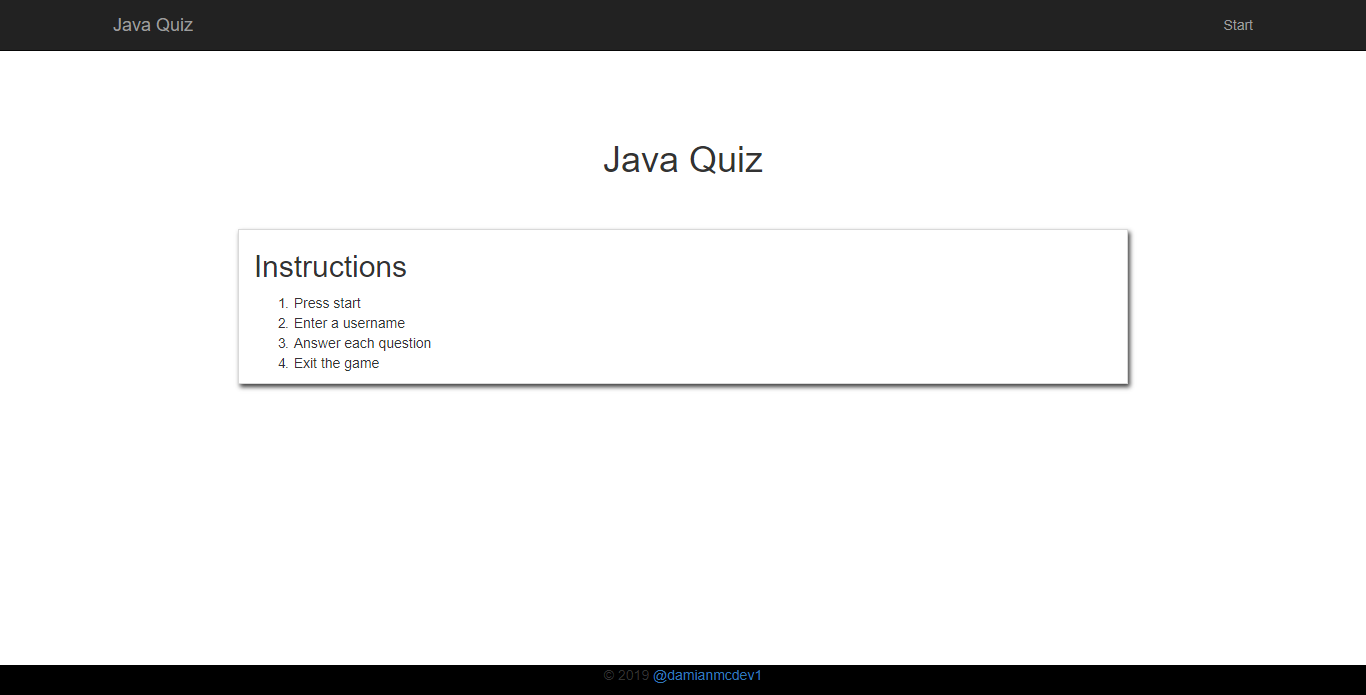 Java Quiz
Start
Java Quiz
Instructions
1. Press start
2. Enter a username
3. Answer each question
4. Exit the game
© 2019 @damianmcdev1